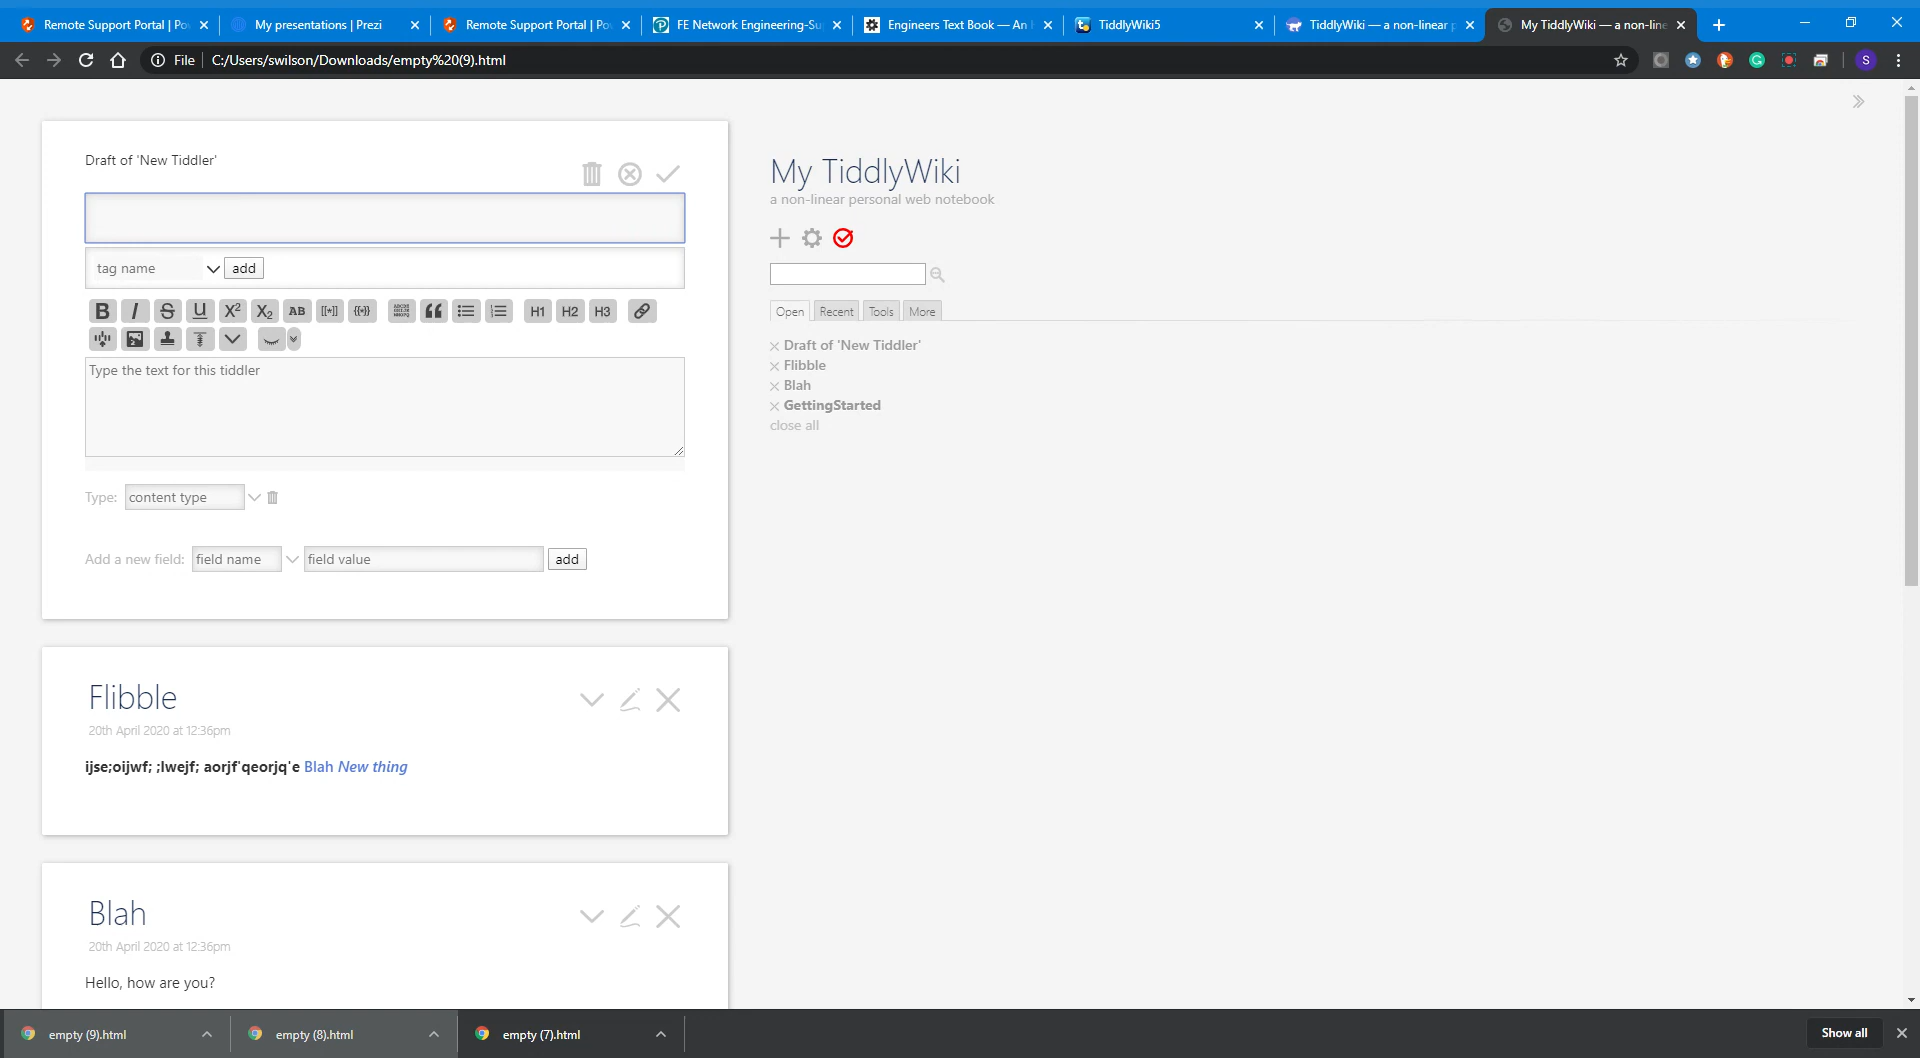 Remote Support Portal | Po
My presentations | Prezi
Remote Support Portal | Po
FE Network Engineering-Su
Engineers Text Book — An
TiddlyWiki5
TiddlyWiki — a non-linear p
My TiddlyWiki — a non-line
File
C:/Users/swilson/Downloads/empty%20(9).html
S
Draft of 'New Tiddler'
tag name
add
B I S U X2 X2 AB [[*]] {{*}} H1 H2 H3
Type the text for this tiddler
Type: content type
Add a new field: field name field value add
Flibble
20th April 2020 at 12:36pm
ijse;oijwf; ;lwejf; aorjf'qeorjq'e Blah New thing
Blah
20th April 2020 at 12:36pm
Hello, how are you?
My TiddlyWiki
a non-linear personal web notebook
Open Recent Tools More
Draft of 'New Tiddler'
Flibble
Blah
GettingStarted
close all
empty (9).html
empty (8).html
empty (7).html
Show all